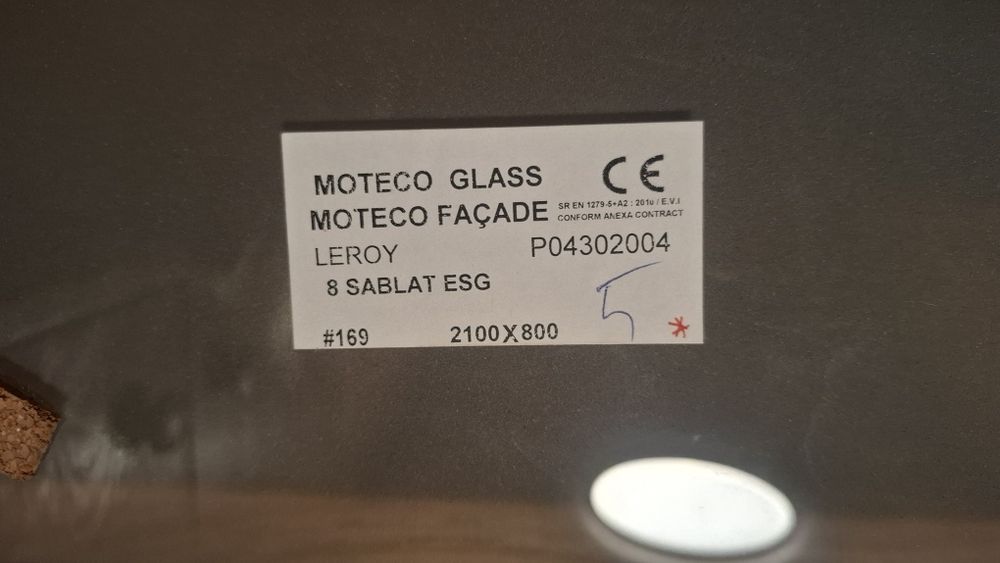 MOTECO GLASS
CE
MOTECO FAÇADE
SR EN 1279-5+A2 : 2010 / E.V.I
CONFORM ANEXA CONTRACT
LEROY P04302004
8 SABLAT ESG
5
#169 2100X800 *